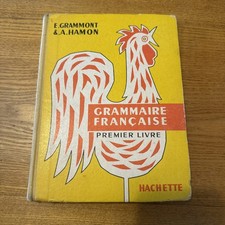 E. GRAMMONT
& A. HAMON
GRAMMAIRE
FRANÇAISE
PREMIER LIVRE
HACHETTE